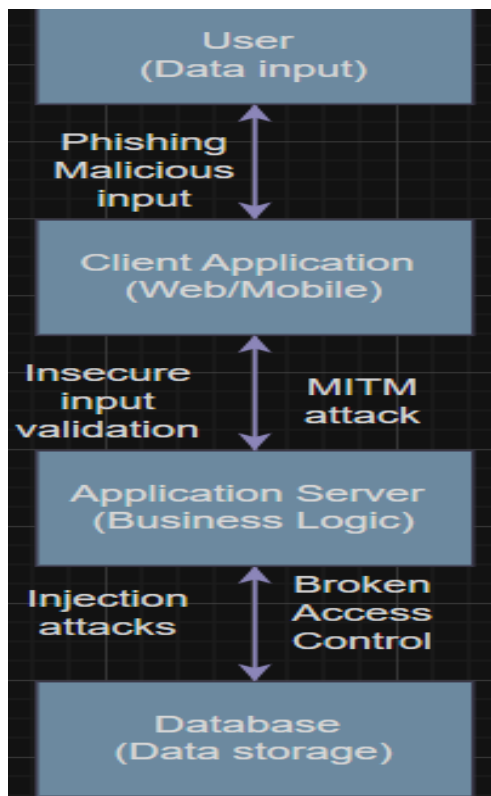 User
(Data input)
Phishing
Malicious
input
Client Application
(Web/Mobile)
Insecure
input
validation
MITM
attack
Application Server
(Business Logic)
Injection
attacks
Broken
Access
Control
Database
(Data storage)